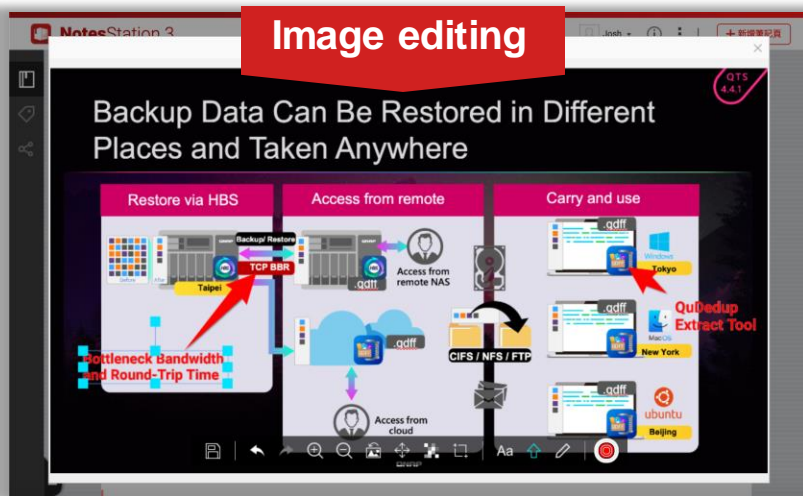 Image editing
NotesStation 3
Josh
新增筆記頁
QTS
4.4.1
Backup Data Can Be Restored in Different
Places and Taken Anywhere
Restore via HBS
Access from remote
Carry and use
Before
After
Backup/ Restore
TCP BBR
Taipei
.qdff
Access from
remote NAS
.qdff
Access from
cloud
CIFS / NFS / FTP
.qdff
Windows
Tokyo
QuDedup
Extract Tool
.qdff
MacOS
New York
.qdff
ubuntu
Beijing
Bottleneck Bandwidth
and Round-Trip Time
Aa
QNAP